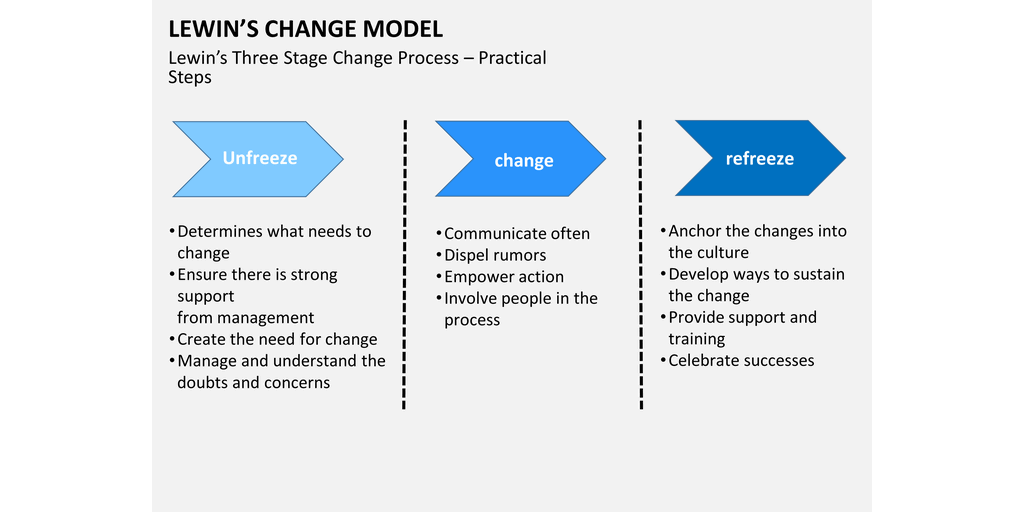 LEWIN’S CHANGE MODEL
Lewin’s Three Stage Change Process – Practical
Steps
Unfreeze
•Determines what needs to
change
•Ensure there is strong
support
from management
•Create the need for change
•Manage and understand the
doubts and concerns
change
•Communicate often
•Dispel rumors
•Empower action
•Involve people in the
process
refreeze
•Anchor the changes into
the culture
•Develop ways to sustain
the change
•Provide support and
training
•Celebrate successes